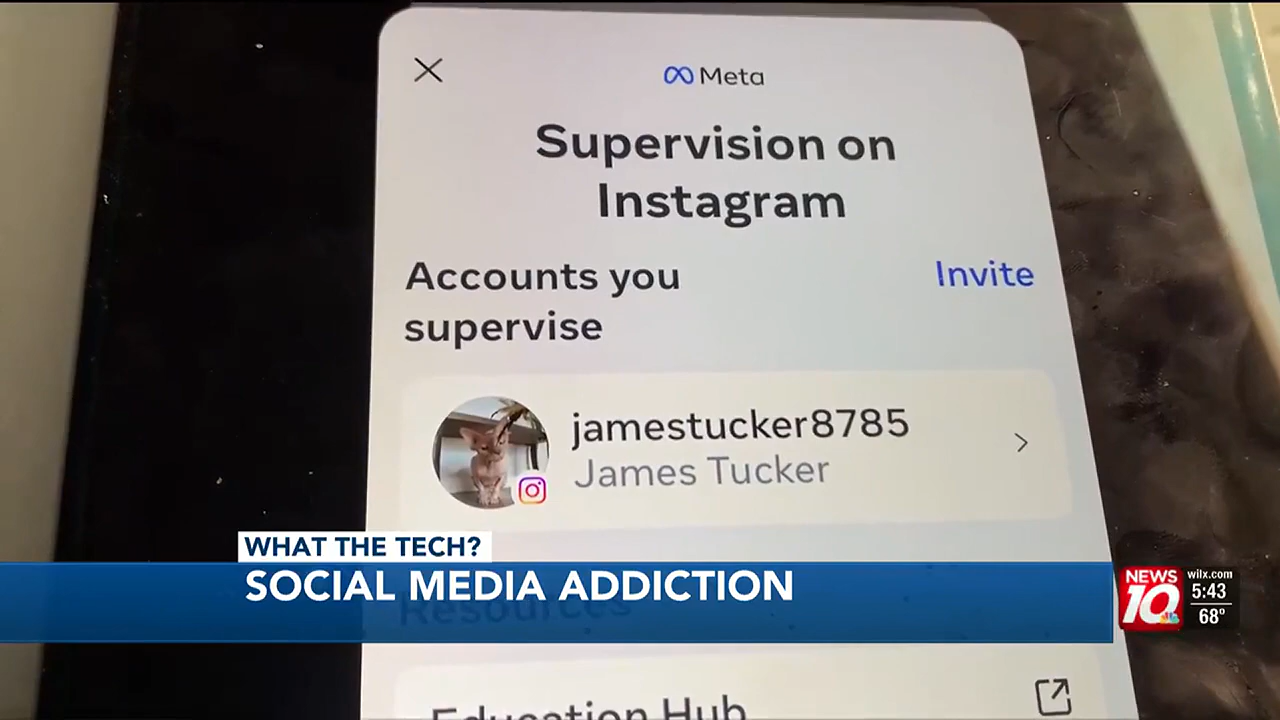 Meta
Supervision on
Instagram
Accounts you
supervise
Invite
jamestucker8785
James Tucker
WHAT THE TECH?
SOCIAL MEDIA ADDICTION
Resources
Education Hub
NEWS
10
wilx.com
5:43
68°